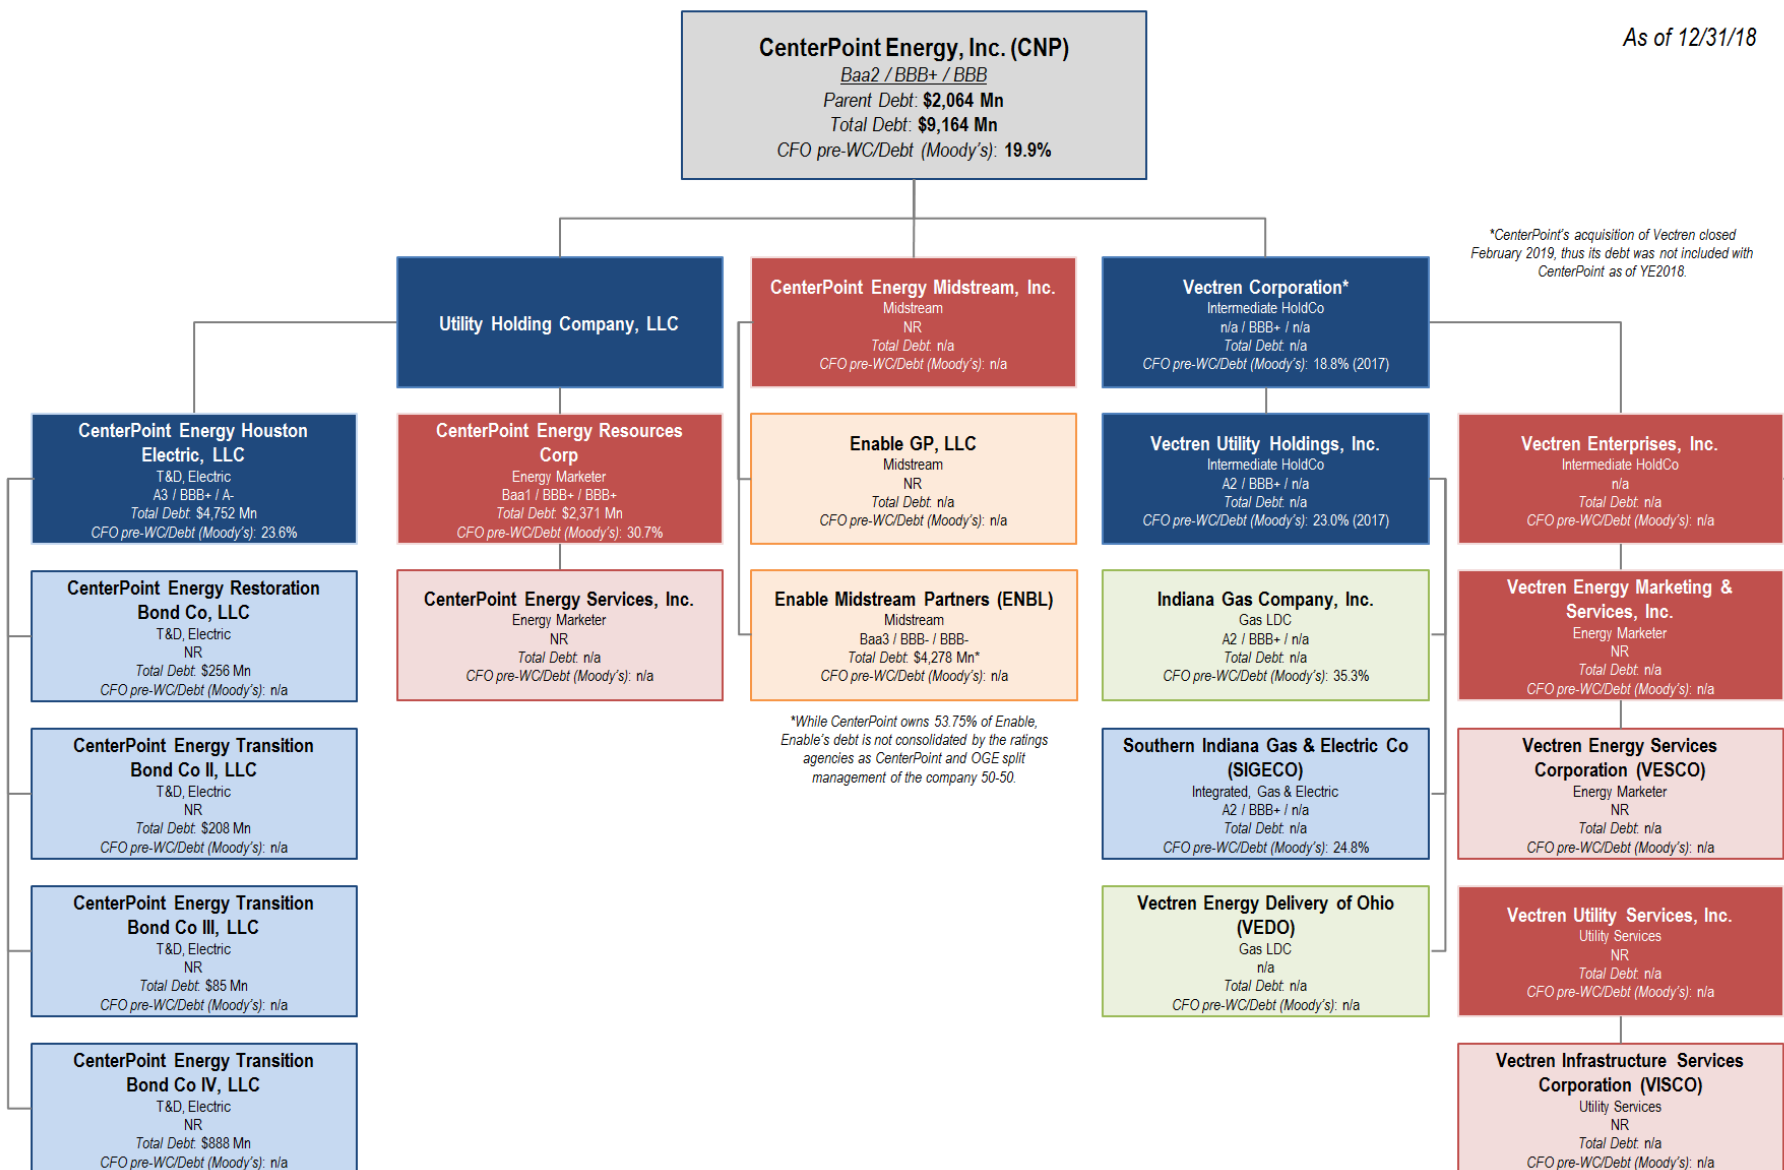 CenterPoint Energy, Inc. (CNP)
Baa2 / BBB+ / BBB
Parent Debt: $2,064 Mn
Total Debt: $9,164 Mn
CFO pre-WC/Debt (Moody's): 19.9%
As of 12/31/18
*CenterPoint's acquisition of Vectren closed
February 2019, thus its debt was not included with
CenterPoint as of YE2018.
Utility Holding Company, LLC
CenterPoint Energy Midstream, Inc.
Midstream
NR
Total Debt: n/a
CFO pre-WC/Debt (Moody's): n/a
Vectren Corporation*
Intermediate HoldCo
n/a / BBB+ / n/a
Total Debt: n/a
CFO pre-WC/Debt (Moody's): 18.8% (2017)
CenterPoint Energy Houston
Electric, LLC
T&D, Electric
A3 / BBB+ / A-
Total Debt: $4,752 Mn
CFO pre-WC/Debt (Moody's): 23.6%
CenterPoint Energy Resources
Corp
Energy Marketer
Baa1 / BBB+ / BBB+
Total Debt: $2,371 Mn
CFO pre-WC/Debt (Moody's): 30.7%
Enable GP, LLC
Midstream
NR
Total Debt: n/a
CFO pre-WC/Debt (Moody's): n/a
Vectren Utility Holdings, Inc.
Intermediate HoldCo
A2 / BBB+ / n/a
Total Debt: n/a
CFO pre-WC/Debt (Moody's): 23.0% (2017)
Vectren Enterprises, Inc.
Intermediate HoldCo
n/a
Total Debt: n/a
CFO pre-WC/Debt (Moody's): n/a
CenterPoint Energy Restoration
Bond Co, LLC
T&D, Electric
NR
Total Debt: $256 Mn
CFO pre-WC/Debt (Moody's): n/a
CenterPoint Energy Services, Inc.
Energy Marketer
NR
Total Debt: n/a
CFO pre-WC/Debt (Moody's): n/a
Enable Midstream Partners (ENBL)
Midstream
Baa3 / BBB- / BBB-
Total Debt: $4,278 Mn*
CFO pre-WC/Debt (Moody's): n/a
Indiana Gas Company, Inc.
Gas LDC
A2 / BBB+ / n/a
Total Debt: n/a
CFO pre-WC/Debt (Moody's): 35.3%
Vectren Energy Marketing &
Services, Inc.
Energy Marketer
NR
Total Debt: n/a
CFO pre-WC/Debt (Moody's): n/a
*While CenterPoint owns 53.75% of Enable,
Enable's debt is not consolidated by the ratings
agencies as CenterPoint and OGE split
management of the company 50-50.
CenterPoint Energy Transition
Bond Co II, LLC
T&D, Electric
NR
Total Debt: $208 Mn
CFO pre-WC/Debt (Moody's): n/a
Southern Indiana Gas & Electric Co
(SIGECO)
Integrated, Gas & Electric
A2 / BBB+ / n/a
Total Debt: n/a
CFO pre-WC/Debt (Moody's): 24.8%
Vectren Energy Services
Corporation (VESCO)
Energy Marketer
NR
Total Debt: n/a
CFO pre-WC/Debt (Moody's): n/a
CenterPoint Energy Transition
Bond Co III, LLC
T&D, Electric
NR
Total Debt: $85 Mn
CFO pre-WC/Debt (Moody's): n/a
Vectren Energy Delivery of Ohio
(VEDO)
Gas LDC
n/a
Total Debt: n/a
CFO pre-WC/Debt (Moody's): n/a
Vectren Utility Services, Inc.
Utility Services
NR
Total Debt: n/a
CFO pre-WC/Debt (Moody's): n/a
CenterPoint Energy Transition
Bond Co IV, LLC
T&D, Electric
NR
Total Debt: $888 Mn
CFO pre-WC/Debt (Moody's): n/a
Vectren Infrastructure Services
Corporation (VISCO)
Utility Services
NR
Total Debt: n/a
CFO pre-WC/Debt (Moody's): n/a